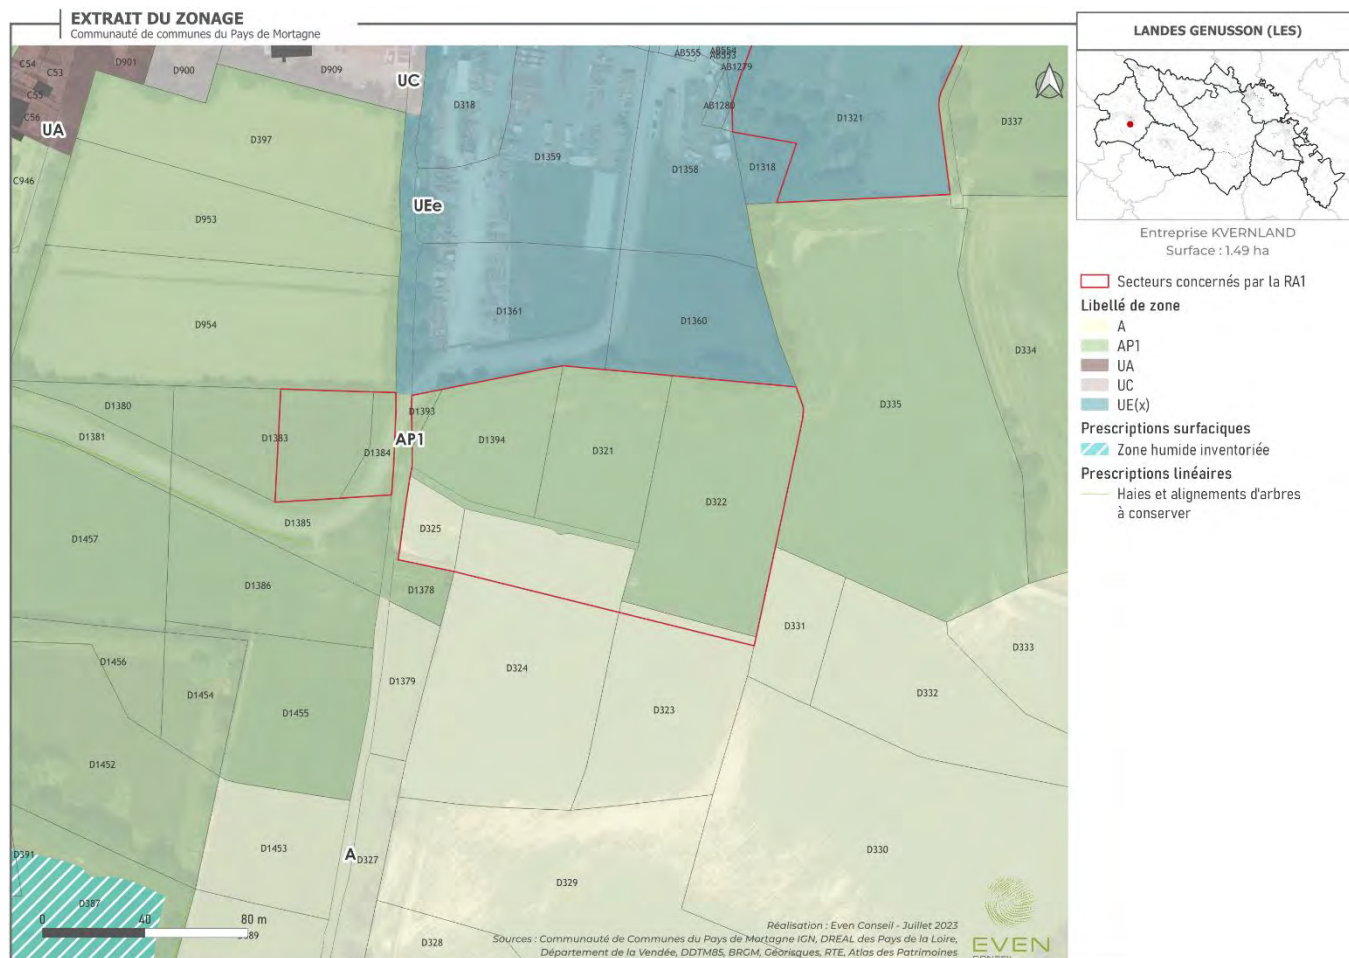 EXTRAIT DU ZONAGE
Communauté de communes du Pays de Mortagne
LANDES GENUSSON (LES)
Entreprise KVERNLAND
Surface : 1.49 ha
Secteurs concernés par la RA1
Libellé de zone
A
AP1
UA
UC
UE(x)
Prescriptions surfaciques
Zone humide inventoriée
Prescriptions linéaires
Haies et alignements d'arbres
à conserver
C54
C53
D901
D900
D909
UC
AB555
AB554
AB553
AB1279
AB1280
D318
D1321
D337
C55
C56
UA
D397
D1359
D1358
D1318
C946
D953
UEe
D954
D1361
D1360
D334
D335
D1380
D1381
D1383
D1384
D1393
AP1
D1394
D321
D322
D325
D1385
D1457
D1386
D1378
D331
D333
D1456
D1454
D1455
D1379
D324
D323
D332
D1452
D1453
A
D327
D330
D391
D387
D329
D328
D389
0 40 80 m
Réalisation : Even Conseil - Juillet 2023
Sources : Communauté de Communes du Pays de Mortagne IGN, DREAL des Pays de la Loire,
Département de la Vendée, DDTM85, BRGM, Géorisques, RTE, Atlas des Patrimoines
EVEN
CONSEIL